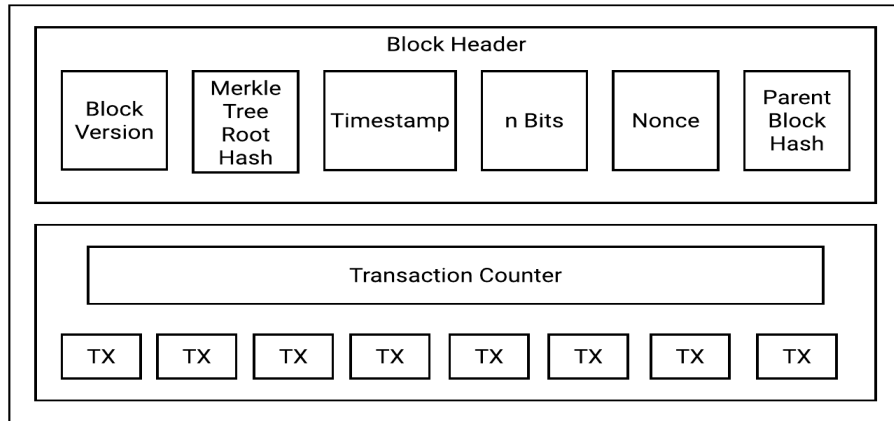 Block Header
Block
Version
Merkle
Tree
Root
Hash
Timestamp
n Bits
Nonce
Parent
Block
Hash
Transaction Counter
TX
TX
TX
TX
TX
TX
TX
TX